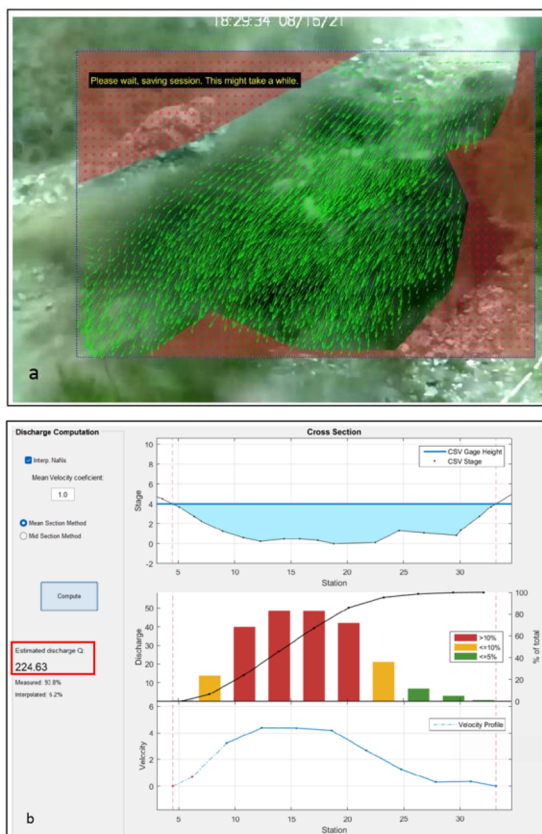 18:29:34 08/16/21
Please wait, saving session. This might take a while.
a
Discharge Computation
Interp. NaNs
Mean Velocity coeficient:
1.0
Mean Section Method
Mid Section Method
Compute
Estimated discharge Q:
224.63
Measured: 93.8%
Interpolated: 6.2%
b
Cross Section
CSV Gage Height
CSV Stage
Stage
10
8
6
4
2
0
-2
5 10 15 20 25 30
Station
Discharge
50
40
30
20
10
>10%
<=10%
<=5%
100
80
60
40
20
0
% of total
Velocity
6
4
2
0
Velocity Profile
5 10 15 20 25 30
Station